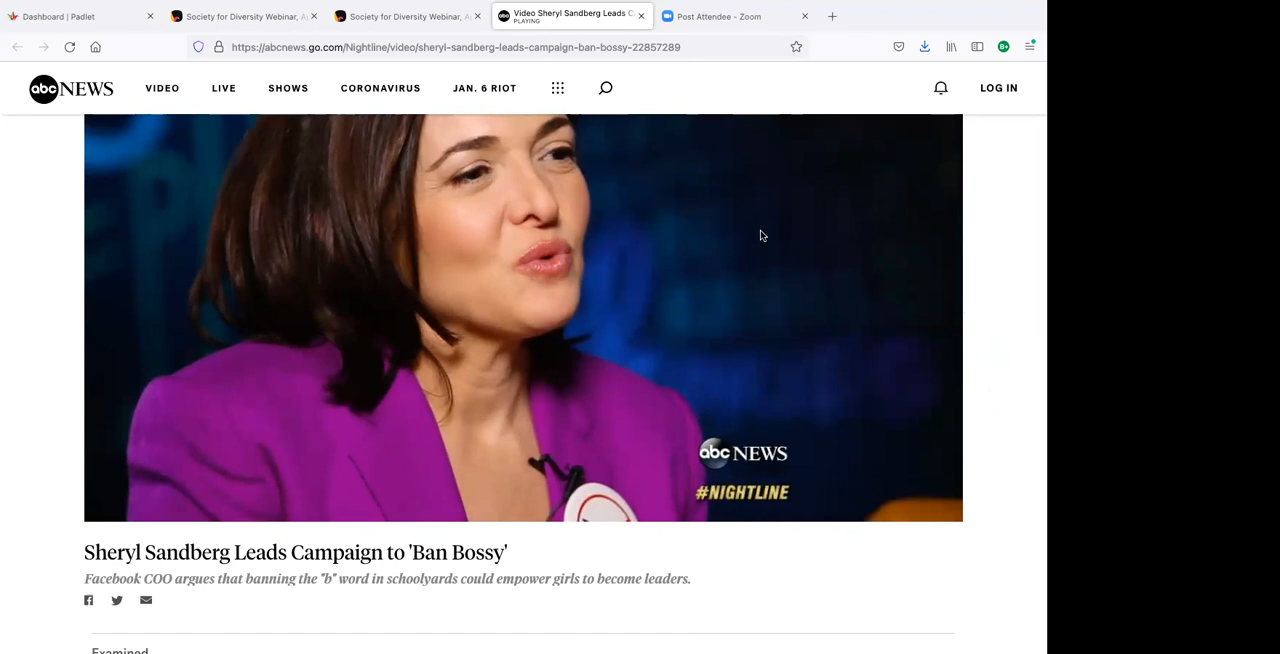 Dashboard | Padlet
Society for Diversity Webinar, A
Society for Diversity Webinar, A
Video Sheryl Sandberg Leads C
PLAYING
Post Attendee - Zoom
https://abcnews.go.com/Nightline/video/sheryl-sandberg-leads-campaign-ban-bossy-22857289
abc NEWS VIDEO LIVE SHOWS CORONAVIRUS JAN. 6 RIOT LOG IN
abc NEWS
#NIGHTLINE
Sheryl Sandberg Leads Campaign to 'Ban Bossy'
Facebook COO argues that banning the "b" word in schoolyards could empower girls to become leaders.
Examined